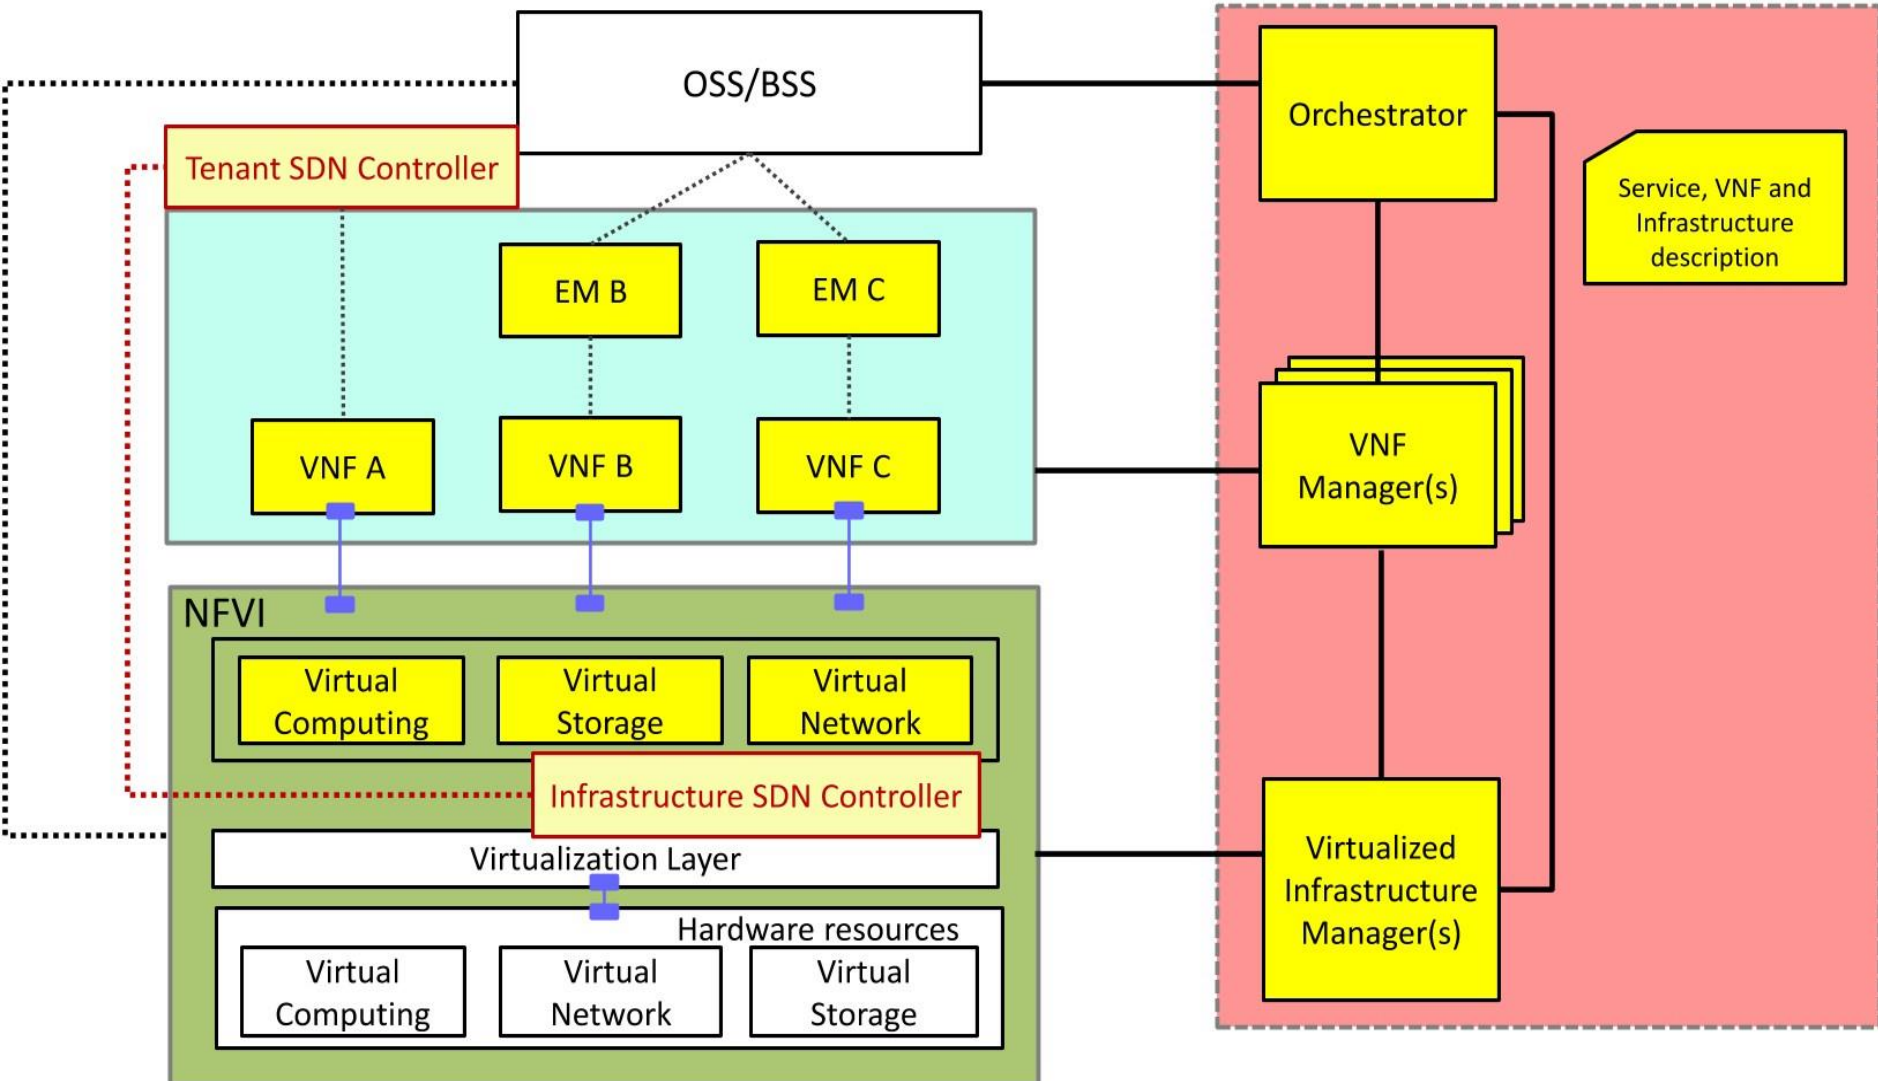 OSS/BSS
Orchestrator
Tenant SDN Controller
Service, VNF and
Infrastructure
description
EM B
EM C
VNF A
VNF B
VNF C
VNF
Manager(s)
NFVI
Virtual
Computing
Virtual
Storage
Virtual
Network
Infrastructure SDN Controller
Virtualization Layer
Virtualized
Infrastructure
Manager(s)
Hardware resources
Virtual
Computing
Virtual
Network
Virtual
Storage